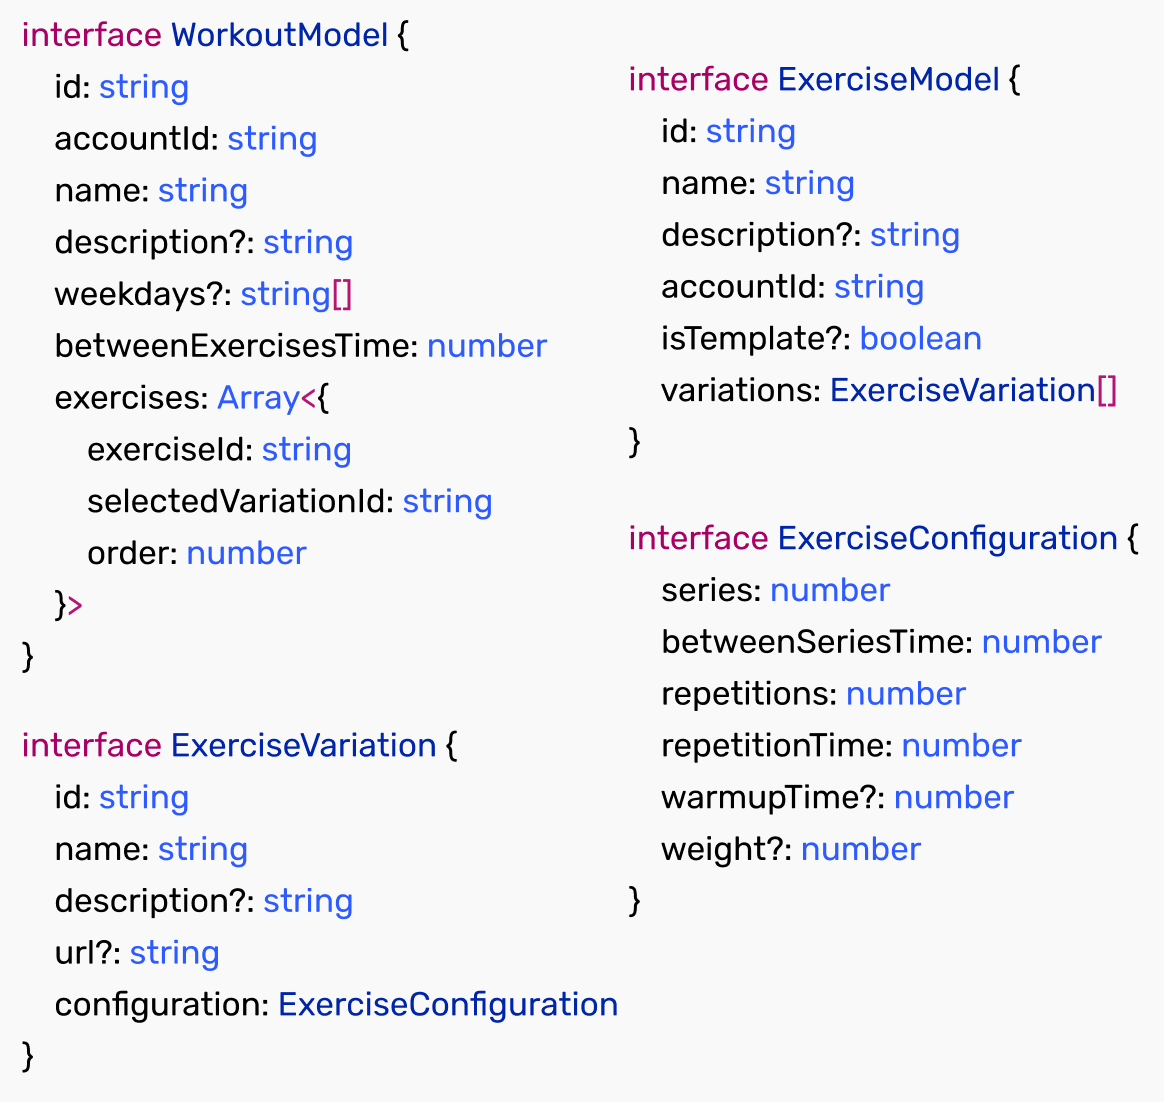 interface WorkoutModel {
id: string
accountId: string
name: string
description?: string
weekdays?: string[]
betweenExercisesTime: number
exercises: Array<{
exerciseId: string
selectedVariationId: string
order: number
}>
}
interface ExerciseVariation {
id: string
name: string
description?: string
url?: string
configuration: ExerciseConfiguration
}
interface ExerciseModel {
id: string
name: string
description?: string
accountId: string
isTemplate?: boolean
variations: ExerciseVariation[]
}
interface ExerciseConfiguration {
series: number
betweenSeriesTime: number
repetitions: number
repetitionTime: number
warmupTime?: number
weight?: number
}